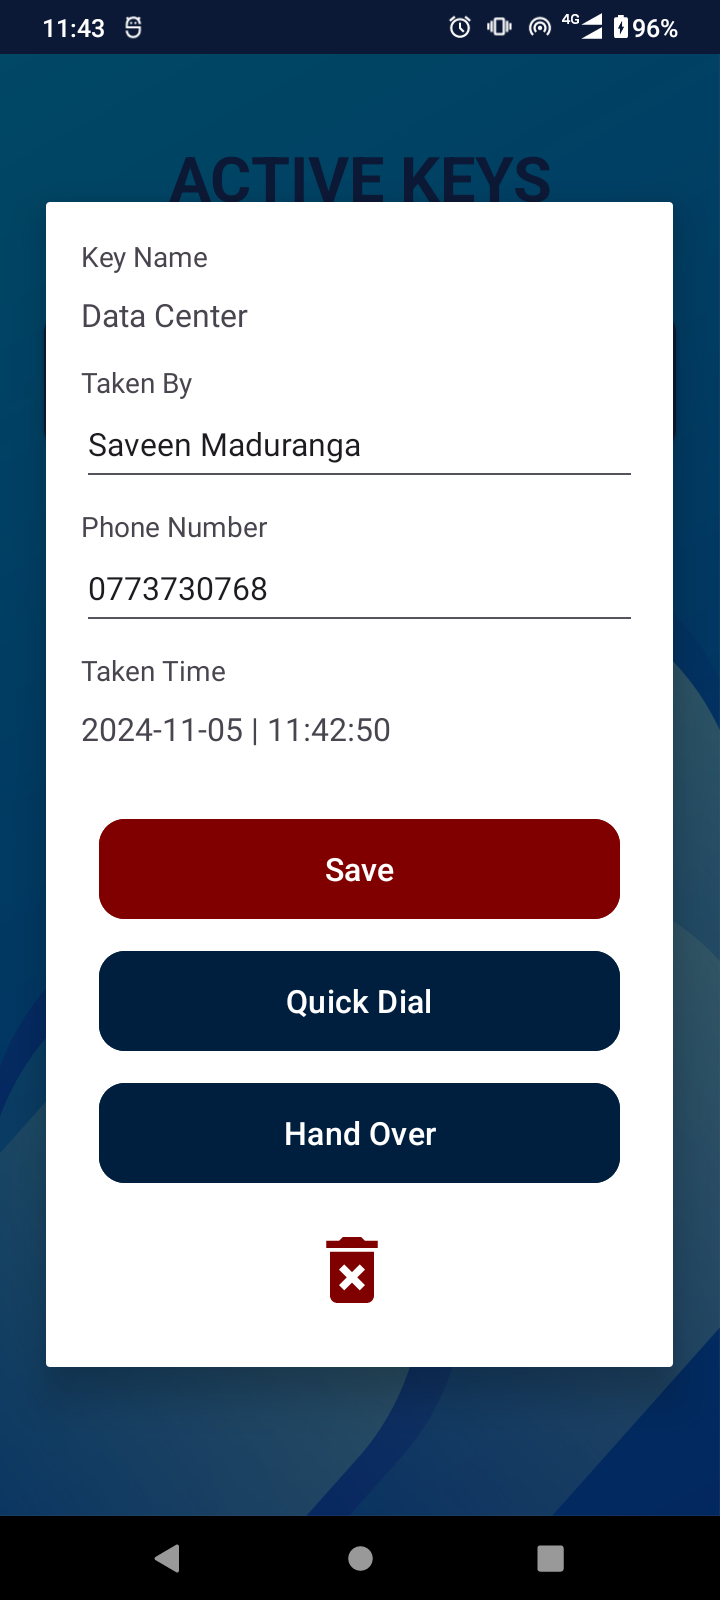 11:43
4G
96%
ACTIVE KEYS
Key Name
Data Center
Taken By
Saveen Maduranga
Phone Number
0773730768
Taken Time
2024-11-05 | 11:42:50
Save
Quick Dial
Hand Over